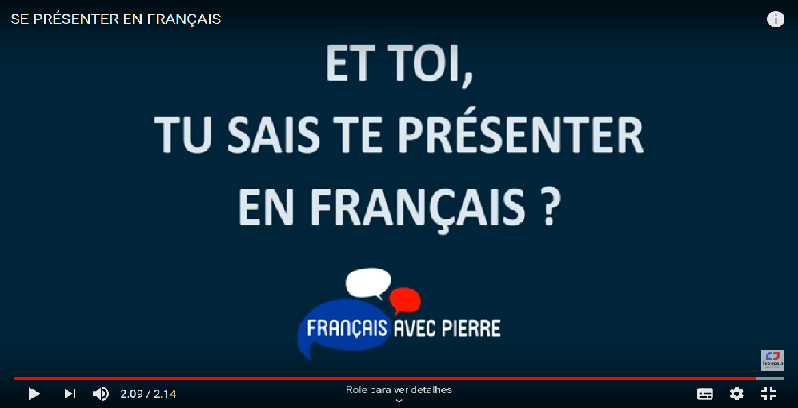 SE PRÉSENTER EN FRANÇAIS
ET TOI,
TU SAIS TE PRÉSENTER
EN FRANÇAIS ?
FRANÇAIS AVEC PIERRE
2:09 / 2:14
Role para ver detalhes